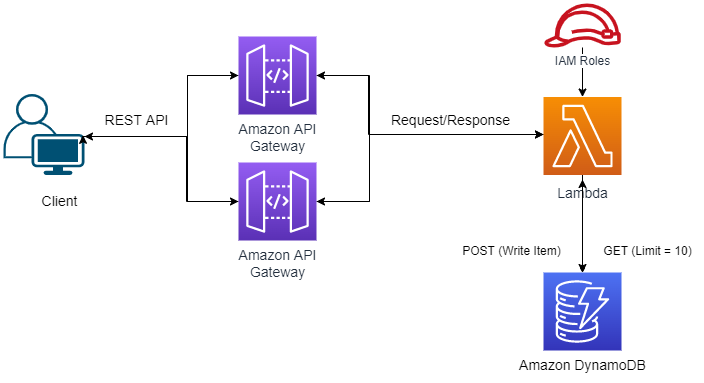 IAM Roles
REST API
Amazon API
Gateway
Request/Response
Client
Lambda
Amazon API
Gateway
POST (Write Item)
GET (Limit = 10)
Amazon DynamoDB